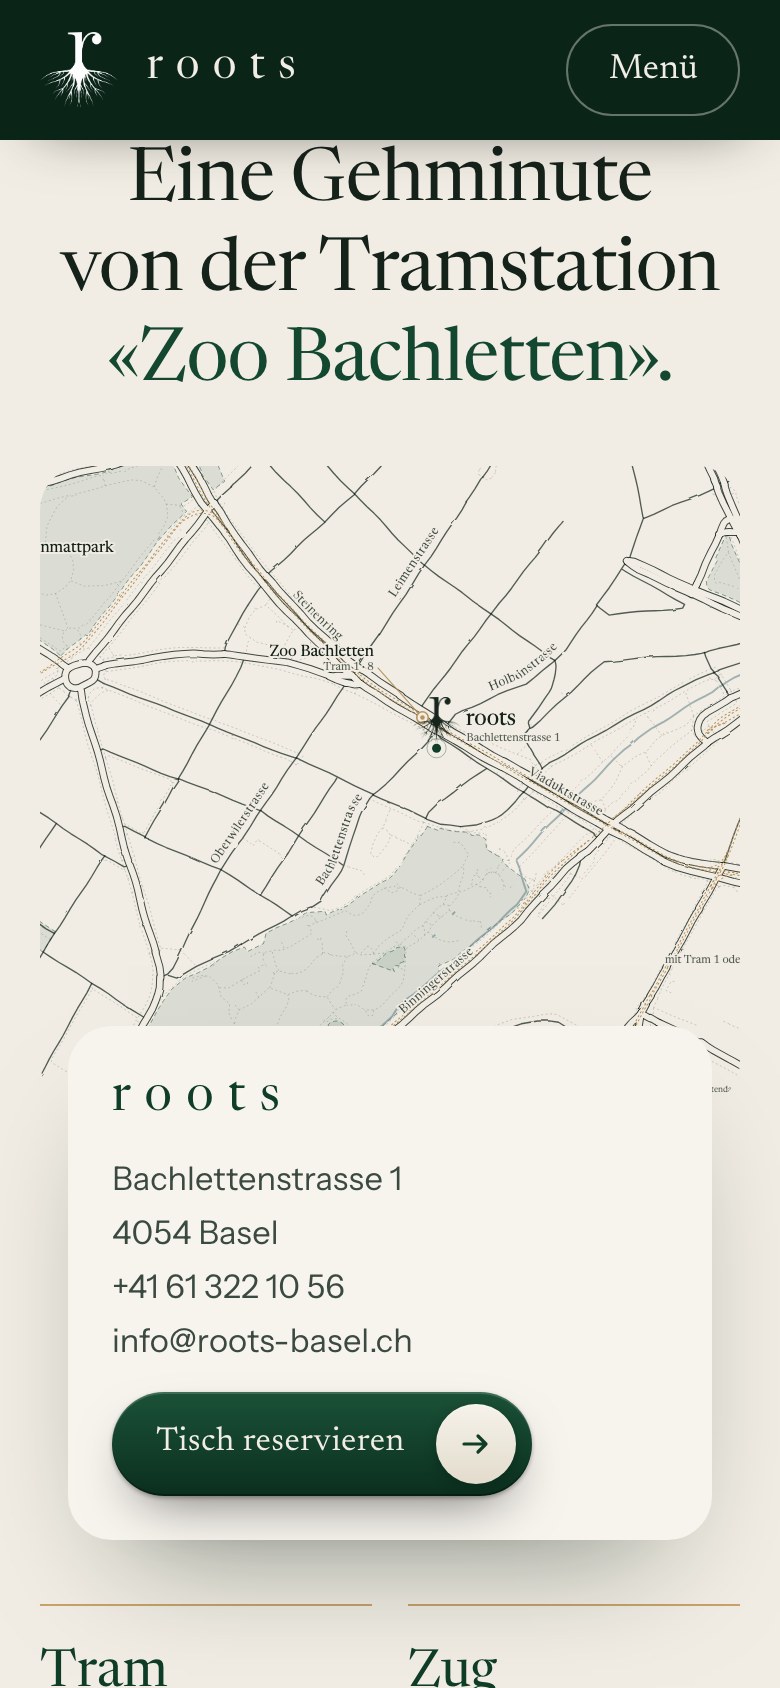 r
roots
Menü
Eine Gehminute
von der Tramstation
«Zoo Bachletten».
nmattpark
Leimenstrasse
Steinenring
Zoo Bachletten
Tram 1 · 8
Holbeinstrasse
r
roots
Bachlettenstrasse 1
Viaduktstrasse
Oberwilerstrasse
Bachlettenstrasse
Binningerstrasse
mit Tram 1 ode
roots
Bachlettenstrasse 1
4054 Basel
+41 61 322 10 56
info@roots-basel.ch
Tisch reservieren
Tram
Zug